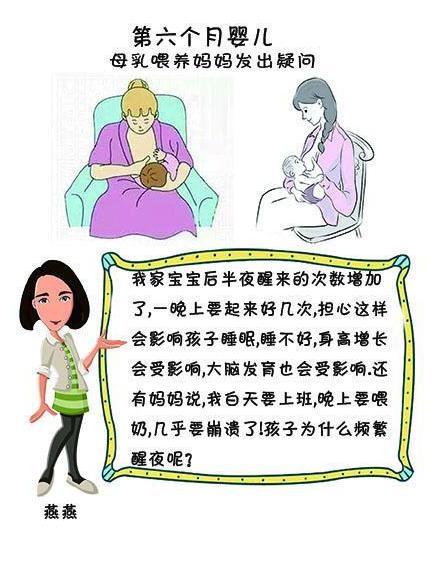 第六个月婴儿
母乳喂养妈妈发出疑问
我家宝宝后半夜醒来的次数增加
了,一晚上要起来好几次,担心这样
会影响孩子睡眠,睡不好,身高增长
会受影响,大脑发育也会受影响.还
有妈妈说,我白天要上班,晚上要喂
奶,几乎要崩溃了!孩子为什么频繁
醒夜呢?
燕燕